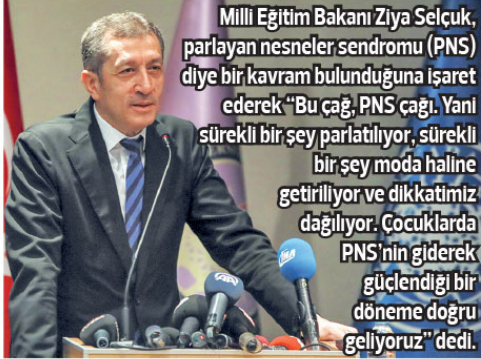 Milli Eğitim Bakanı Ziya Selçuk,
parlayan nesneler sendromu (PNS)
diye bir kavram bulunduğuna işaret
ederek “Bu çağ, PNS çağı. Yani
sürekli bir şey parlatılıyor, sürekli
bir şey moda haline
getiriliyor ve dikkatimiz
dağılıyor. Çocuklarda
PNS’nin giderek
güçlendiği bir
döneme doğru
geliyoruz” dedi.
AA